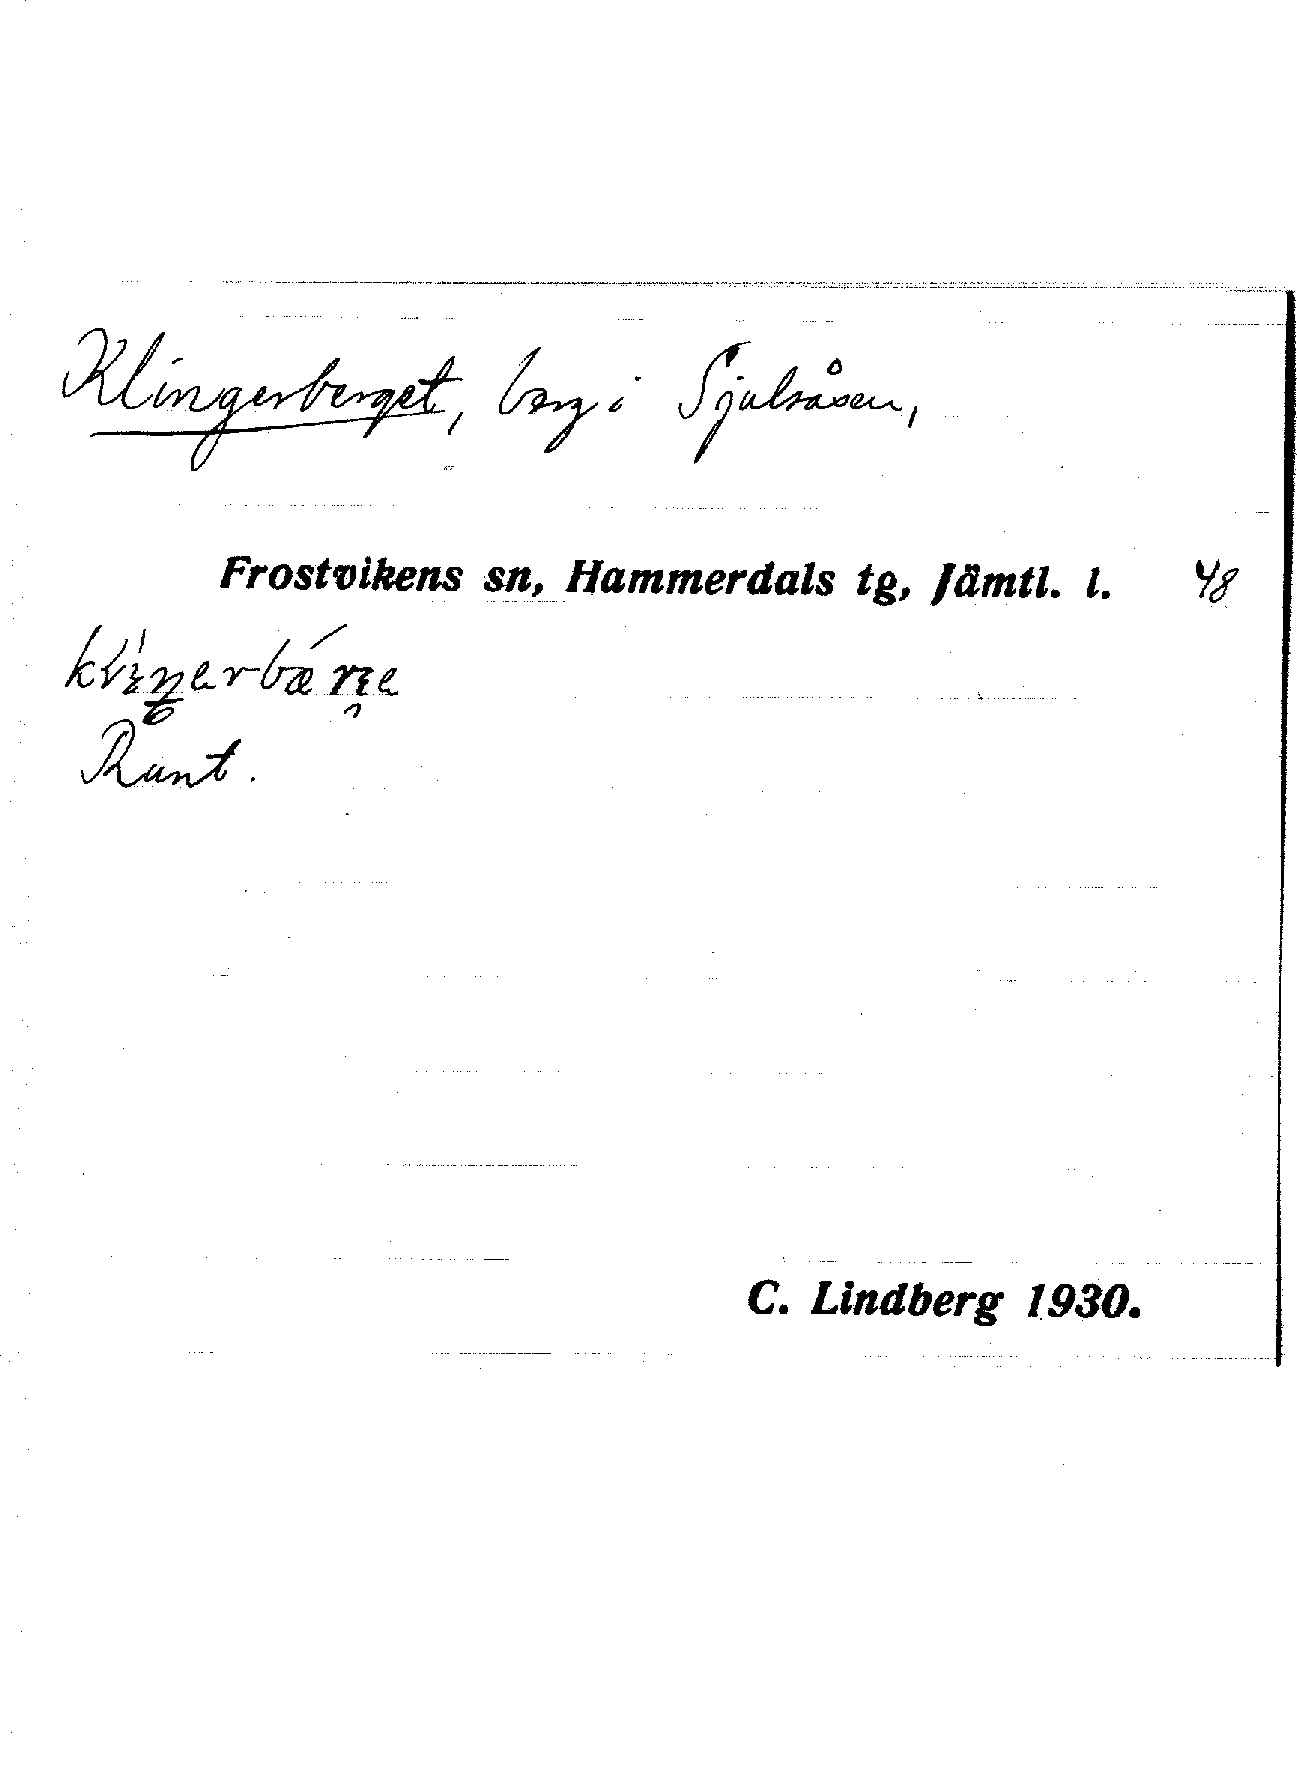 Klingerberget, berg i Sjulsåsen,
Frostvikens sn, Hammerdals tg, Jämtl. l. 48
Runt.
C. Lindberg 1930.